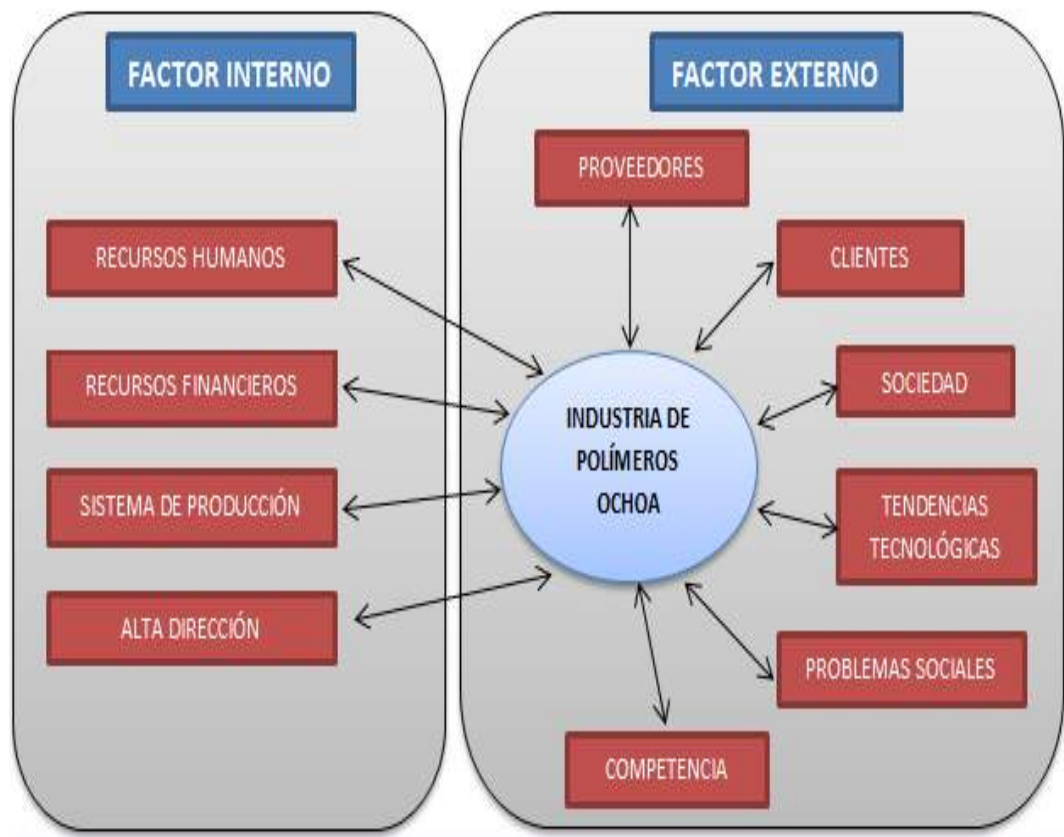 FACTOR INTERNO
RECURSOS HUMANOS
RECURSOS FINANCIEROS
SISTEMA DE PRODUCCIÓN
ALTA DIRECCIÓN
FACTOR EXTERNO
PROVEEDORES
CLIENTES
SOCIEDAD
TENDENCIAS
TECNOLÓGICAS
PROBLEMAS SOCIALES
COMPETENCIA
INDUSTRIA DE
POLÍMEROS
OCHOA